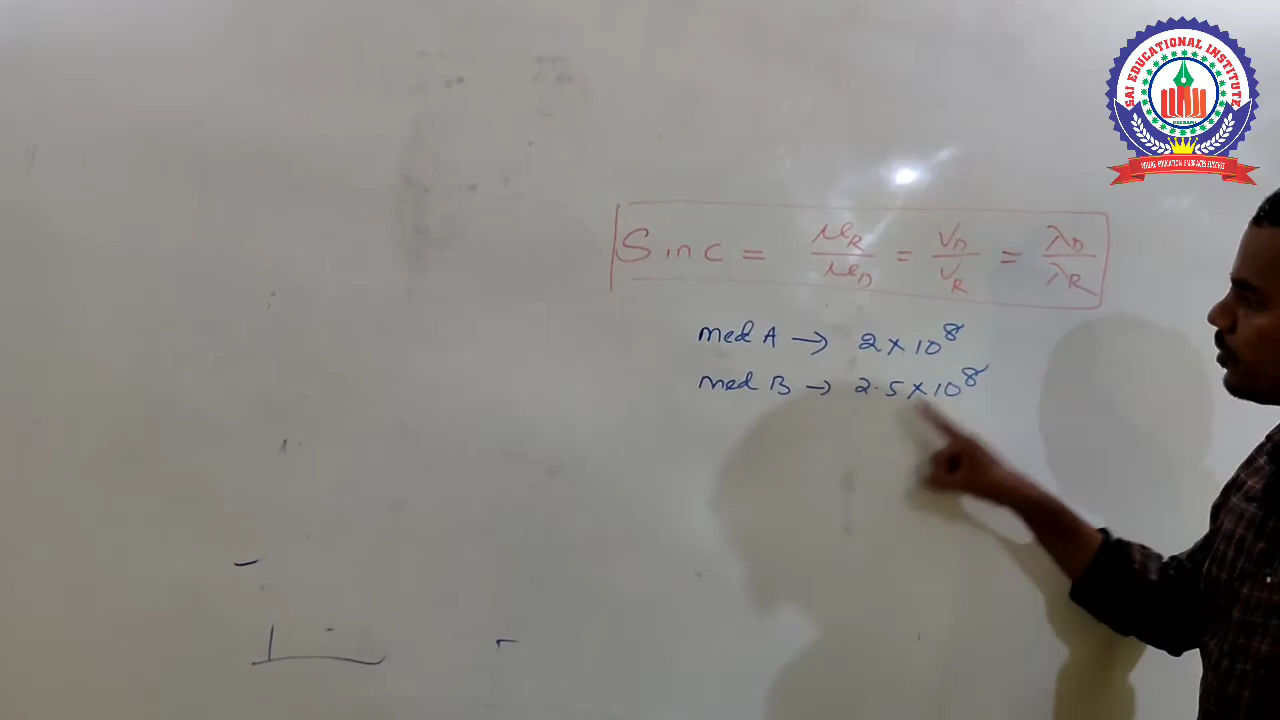 SAI EDUCATIONAL INSTITUTE
Sin C = μR/μD = VD/VR = λD/λR
med A → 2 × 10⁸
med B → 2.5 × 10⁸